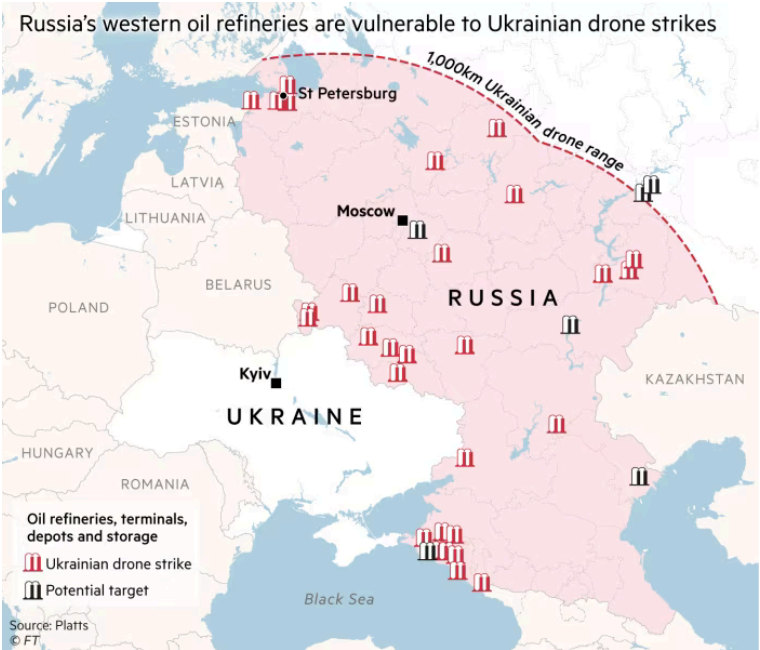 Russia's western oil refineries are vulnerable to Ukrainian drone strikes
1,000km Ukrainian drone range
St Petersburg
ESTONIA
LATVIA
Moscow
LITHUANIA
BELARUS
RUSSIA
POLAND
Kyiv
KAZAKHSTAN
UKRAINE
HUNGARY
ROMANIA
Oil refineries, terminals,
depots and storage
Ukrainian drone strike
Potential target
Black Sea
Source: Platts
© FT